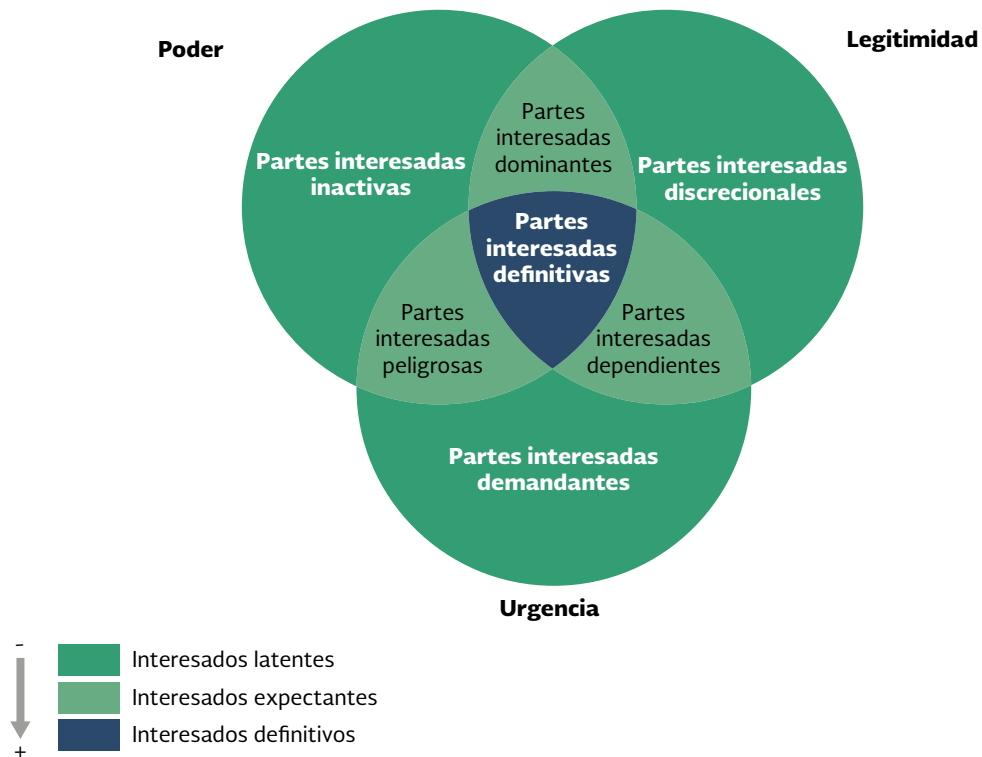 Poder
Legitimidad
Partes
interesadas
dominantes
Partes interesadas
inactivas
Partes interesadas
discrecionales
Partes
interesadas
definitivas
Partes
interesadas
peligrosas
Partes
interesadas
dependientes
Partes interesadas
demandantes
Urgencia
-
Interesados latentes
Interesados expectantes
Interesados definitivos
+